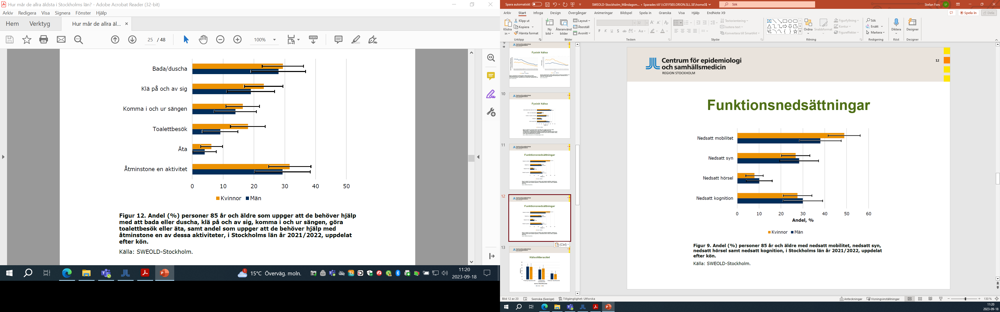 Hur mår de allra äldsta i Stockholms län? - Adobe Acrobat Reader (32-bit)
Arkiv Redigera Visa Signera Fönster Hjälp
Hem Verktyg Hur mår de allra äl... ×
25 / 48 100%
Bada/duscha
Klä på och av sig
Komma i och ur sängen
Toalettbesök
Äta
Åtminstone en aktivitet
0 10 20 30 40 50
Kvinnor Män
Figur 12. Andel (%) personer 85 år och äldre som uppger att de behöver hjälp
med att bada eller duscha, klä på och av sig, komma i och ur sängen, göra
toalettbesök eller äta, samt andel som uppger att de behöver hjälp med
åtminstone en av dessa aktiviteter, i Stockholms län år 2021/2022, uppdelat
efter kön.
Källa: SWEOLD-Stockholm.
1 15°C Överväg. moln.
11:20
2023-09-18
Spara automatiskt SWEOLD-Stockholm_Måndagsm... • Sparades till \\C01FS03.ORION.SLL.SE\home3$ Sök Stefan Fors SF
Arkiv Start Infoga Design Övergångar Animeringar Bildspel Spela in Granska Visa Hjälp EndNote X9 Spela in Dela
Klistra in Klipp ut Kopiera Hämta format
Urklipp
Ny bild Återanvänd bilder Layout Återställ Avsnitt
Bilder
32
F K U S ab AV Aa A
Tecken
Textorientering Justera text Konvertera till SmartArt
Stycke
Ordna Snabbformat Figurfyllning Kontur Figureffekter
Ritning
Sök Ersätt Markera
Redigering
Diktera
Röst
Designer
Designer
9
Fysisk hälsa
10
Fysisk hälsa
11
Funktionsnedsättningar
12
Funktionsnedsättningar
(Ctrl)
13
Hälsolitteracitet
Centrum för epidemiologi
och samhällsmedicin
REGION STOCKHOLM
12
Funktionsnedsättningar
Nedsatt mobilitet
Nedsatt syn
Nedsatt hörsel
Nedsatt kognition
0 10 20 30 40 50 60
Andel, %
Kvinnor Män
Figur 9. Andel (%) personer 85 år och äldre med nedsatt mobilitet, nedsatt syn,
nedsatt hörsel samt nedsatt kognition, i Stockholms län år 2021/2022, uppdelat
efter kön.
Källa: SWEOLD-Stockholm.
Bild 12 av 20 Svenska (Sverige) Tillgänglighet: Utforska Anteckningar Visningsinställningar 130 %
11:20
2023-09-18